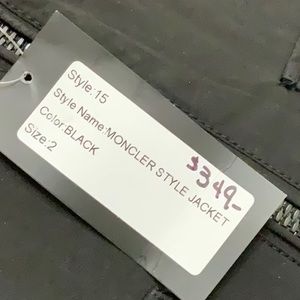 Style:15
Style Name:MONCLER STYLE JACKET
Color:BLACK
Size:2
$349-